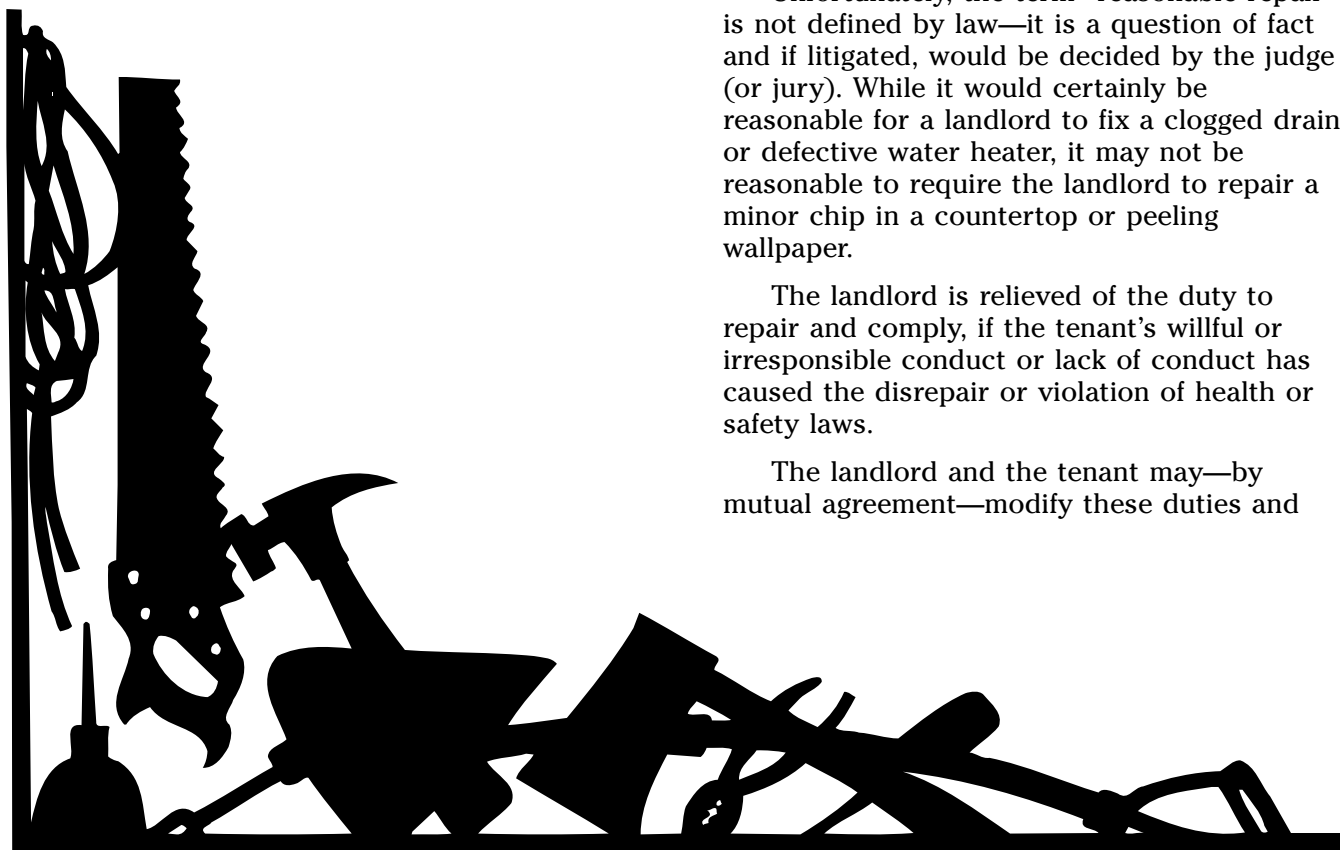 Unfortunately, the term “reasonable repair”
is not defined by law—it is a question of fact
and if litigated, would be decided by the judge
(or jury). While it would certainly be
reasonable for a landlord to fix a clogged drain
or defective water heater, it may not be
reasonable to require the landlord to repair a
minor chip in a countertop or peeling
wallpaper.
The landlord is relieved of the duty to
repair and comply, if the tenant’s willful or
irresponsible conduct or lack of conduct has
caused the disrepair or violation of health or
safety laws.
The landlord and the tenant may—by
mutual agreement—modify these duties and